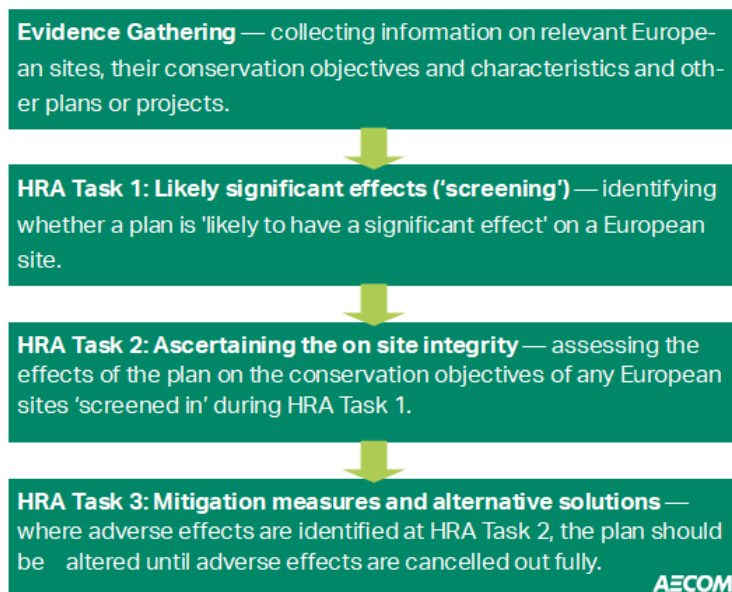 Evidence Gathering — collecting information on relevant Europe-
an sites, their conservation objectives and characteristics and oth-
er plans or projects.
HRA Task 1: Likely significant effects (‘screening’) — identifying
whether a plan is 'likely to have a significant effect' on a European
site.
HRA Task 2: Ascertaining the on site integrity — assessing the
effects of the plan on the conservation objectives of any European
sites ‘screened in’ during HRA Task 1.
HRA Task 3: Mitigation measures and alternative solutions —
where adverse effects are identified at HRA Task 2, the plan should
be altered until adverse effects are cancelled out fully.
AECOM